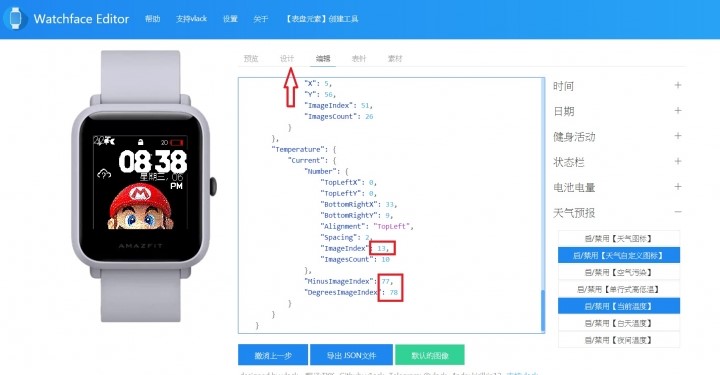 Watchface Editor
帮助
支持vlack
设置
关于
【表盘元素】创建工具
预览
设计
编辑
表针
素材
"X": 5,
"Y": 56,
"ImageIndex": 51,
"ImagesCount": 26
}
},
"Temperature": {
"Current": {
"Number": {
"TopLeftX": 0,
"TopLeftY": 0,
"BottomRightX": 33,
"BottomRightY": 9,
"Alignment": "TopLeft",
"Spacing": 2,
"ImageIndex": 13,
"ImagesCount": 10
},
"MinusImageIndex": 77,
"DegreesImageIndex": 78
}
}
}
20
08 38
星期三, 06
PM
M
AMAZFIT
时间 +
日期 +
健身活动 +
状态栏 +
电池电量 +
天气预报 −
启/禁用【天气图标】
启/禁用【天气自定义图标】
启/禁用【空气污染】
启/禁用【单行式高低温】
启/禁用【当前温度】
启/禁用【白天温度】
启/禁用【夜间温度】
撤消上一步
导出 JSON文件
默认的图像